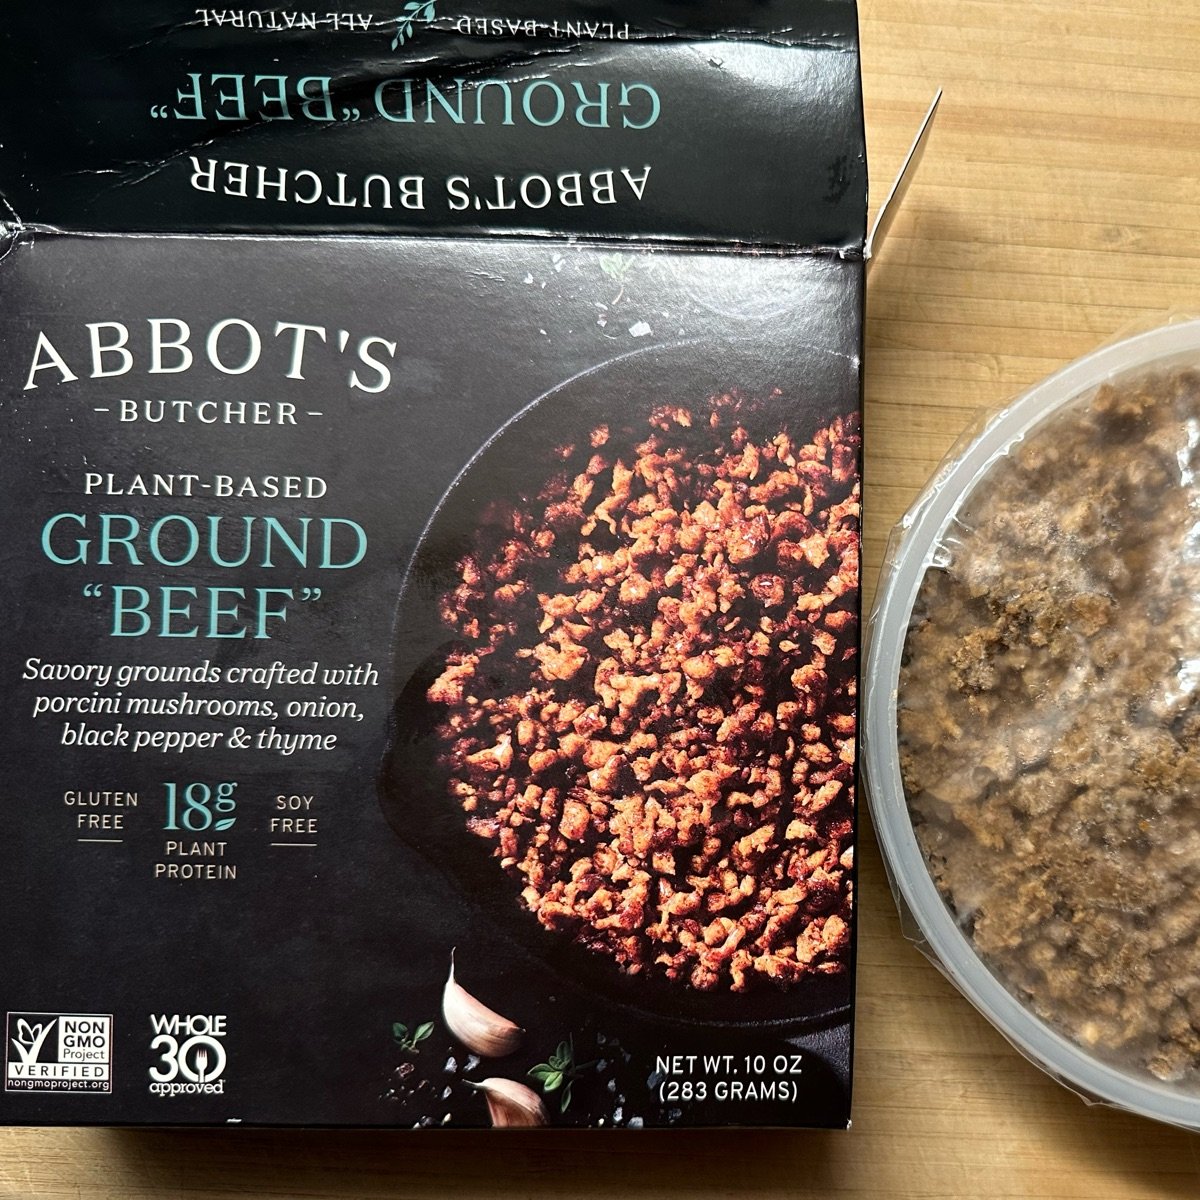 PLANT-BASED ALL NATURAL
GROUND "BEEF"
ABBOT'S BUTCHER
ABBOT'S
- BUTCHER -
PLANT-BASED
GROUND
"BEEF"
Savory grounds crafted with
porcini mushrooms, onion,
black pepper & thyme
GLUTEN
FREE
18g
PLANT
PROTEIN
SOY
FREE
NON
GMO
Project
VERIFIED
nongmoproject.org
WHOLE
30
approved
NET WT. 10 OZ
(283 GRAMS)